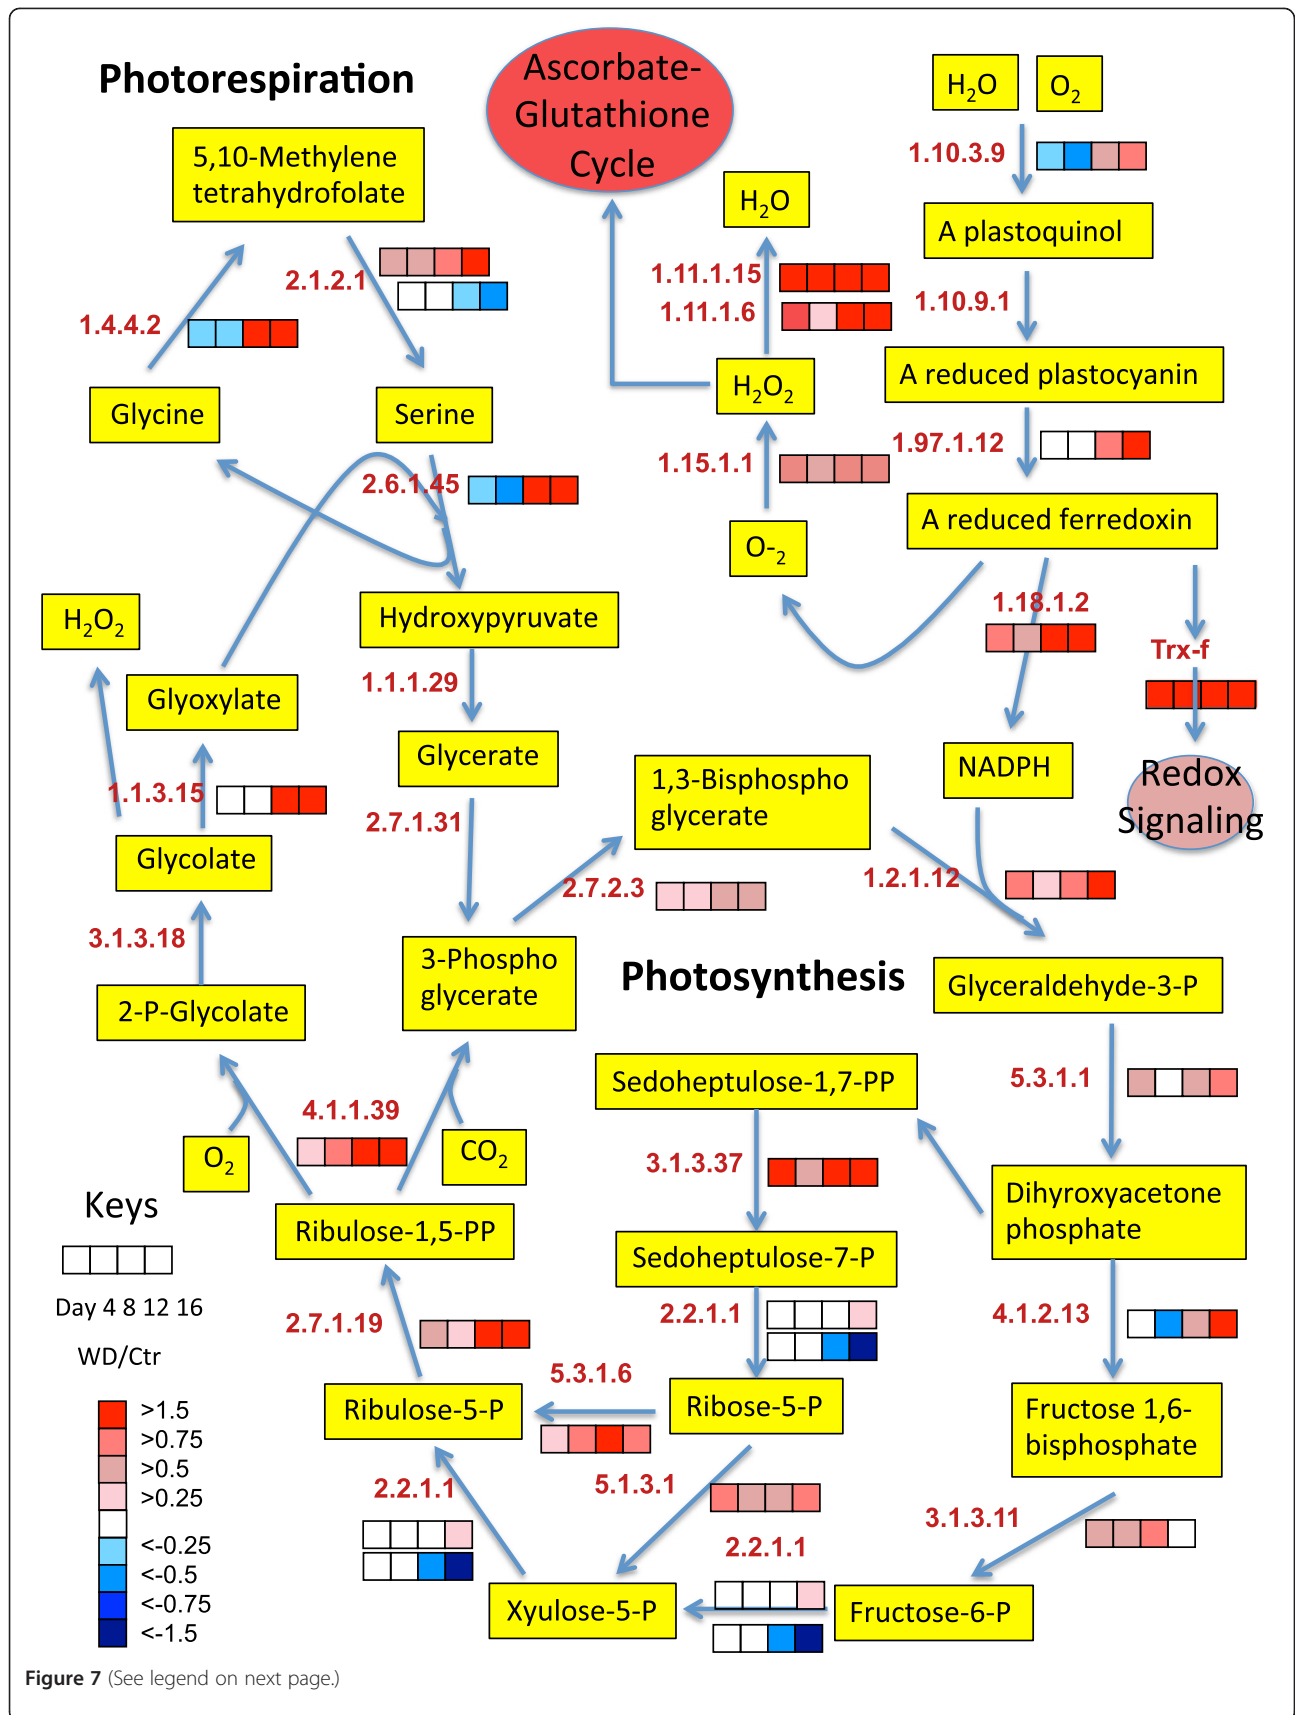 Photorespiration
Ascorbate-
Glutathione
Cycle
H2O
O2
1.10.3.9
5,10-Methylene
tetrahydrofolate
H2O
A plastoquinol
2.1.2.1
1.11.1.15
1.11.1.6
1.10.9.1
1.4.4.2
A reduced plastocyanin
H2O2
Glycine
Serine
1.97.1.12
1.15.1.1
2.6.1.45
A reduced ferredoxin
O-2
H2O2
Hydroxypyruvate
1.18.1.2
Trx-f
1.1.1.29
Glyoxylate
Glycerate
1,3-Bisphospho
glycerate
NADPH
Redox
Signaling
1.1.3.15
2.7.1.31
Glycolate
2.7.2.3
1.2.1.12
3.1.3.18
3-Phospho
glycerate
Photosynthesis
Glyceraldehyde-3-P
2-P-Glycolate
Sedoheptulose-1,7-PP
5.3.1.1
4.1.1.39
O2
CO2
3.1.3.37
Keys
Dihyroxyacetone
phosphate
Ribulose-1,5-PP
Sedoheptulose-7-P
Day 4 8 12 16
2.7.1.19
2.2.1.1
4.1.2.13
WD/Ctr
5.3.1.6
Ribulose-5-P
Ribose-5-P
Fructose 1,6-
bisphosphate
>1.5
>0.75
>0.5
>0.25
<-0.25
<-0.5
<-0.75
<-1.5
2.2.1.1
5.1.3.1
2.2.1.1
3.1.3.11
Xyulose-5-P
Fructose-6-P
Figure 7 (See legend on next page.)